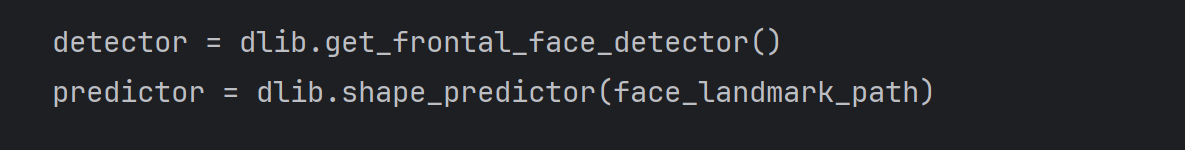 detector = dlib.get_frontal_face_detector()
predictor = dlib.shape_predictor(face_landmark_path)